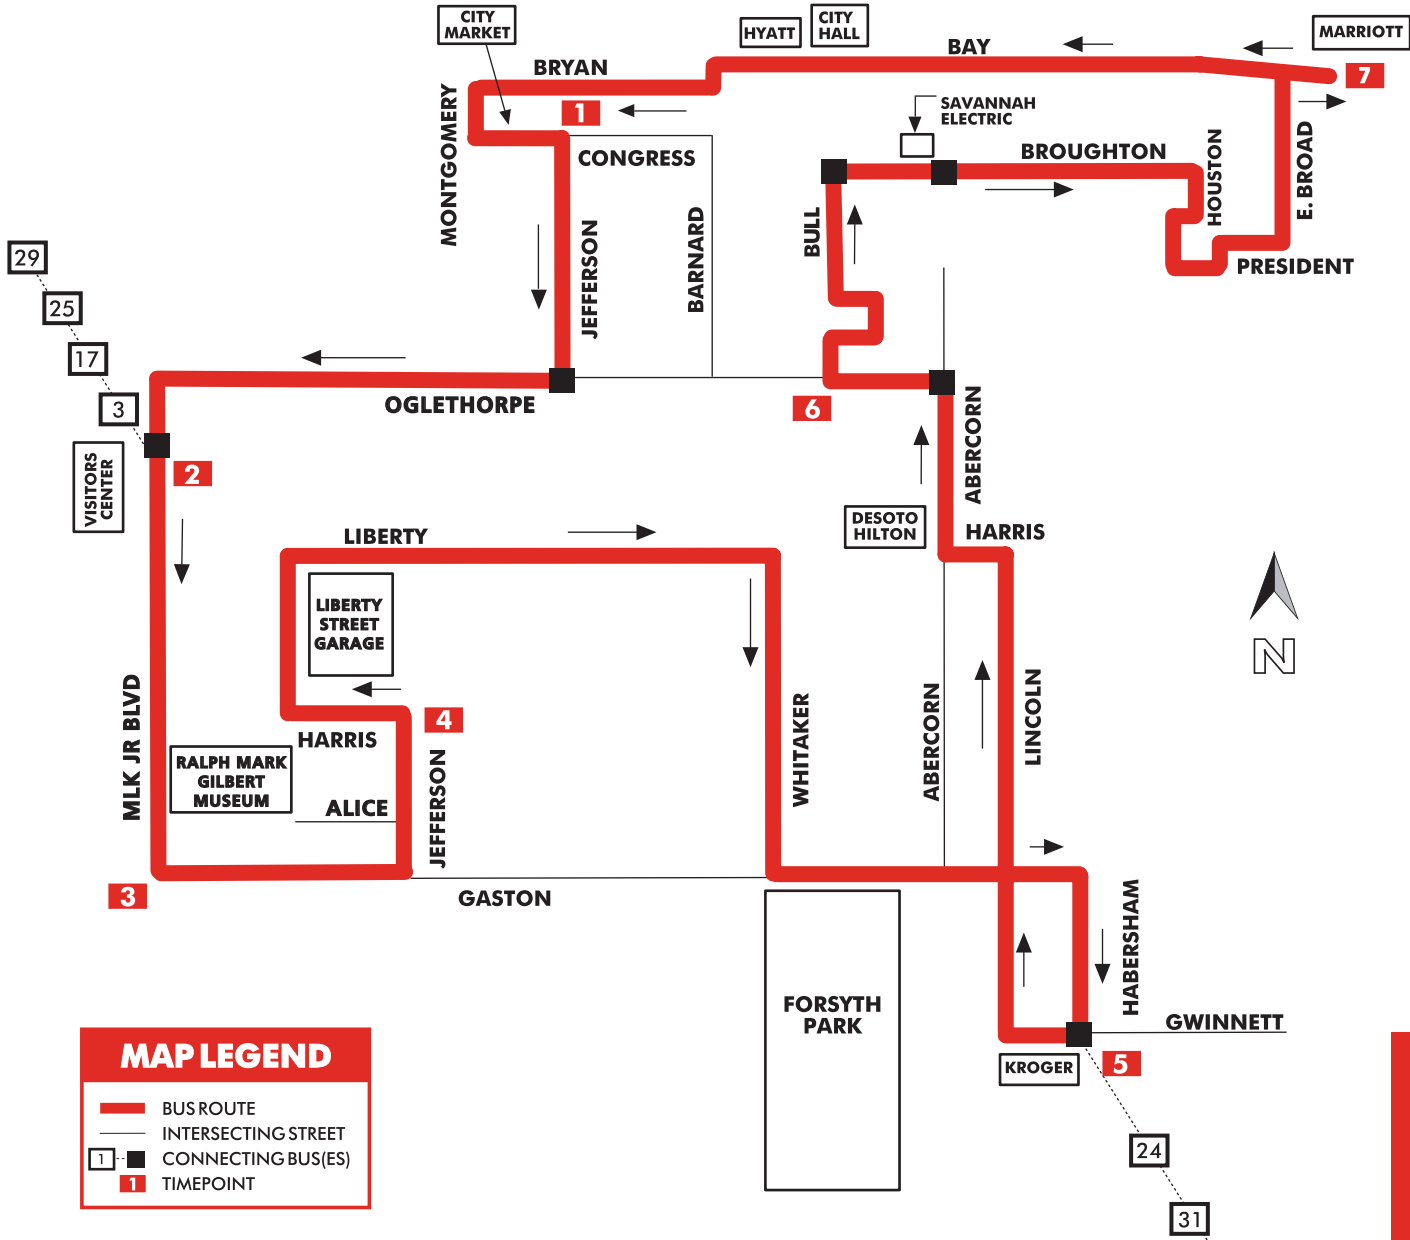 CITY
MARKET
HYATT
CITY
HALL
BAY
MARRIOTT
7
BRYAN
1
MONTGOMERY
CONGRESS
SAVANNAH
ELECTRIC
BROUGHTON
HOUSTON
E. BROAD
BULL
BARNARD
JEFFERSON
PRESIDENT
29
25
17
3
OGLETHORPE
6
ABERCORN
2
VISITORS
CENTER
LIBERTY
DESOTO
HILTON
HARRIS
LIBERTY
STREET
GARAGE
N
MLK JR BLVD
4
HARRIS
WHITAKER
ABERCORN
LINCOLN
RALPH MARK
GILBERT
MUSEUM
ALICE
JEFFERSON
3
GASTON
HABERSHAM
FORSYTH
PARK
GWINNETT
KROGER
5
24
31
MAP LEGEND
BUS ROUTE
INTERSECTING STREET
1 CONNECTING BUS(ES)
1 TIMEPOINT